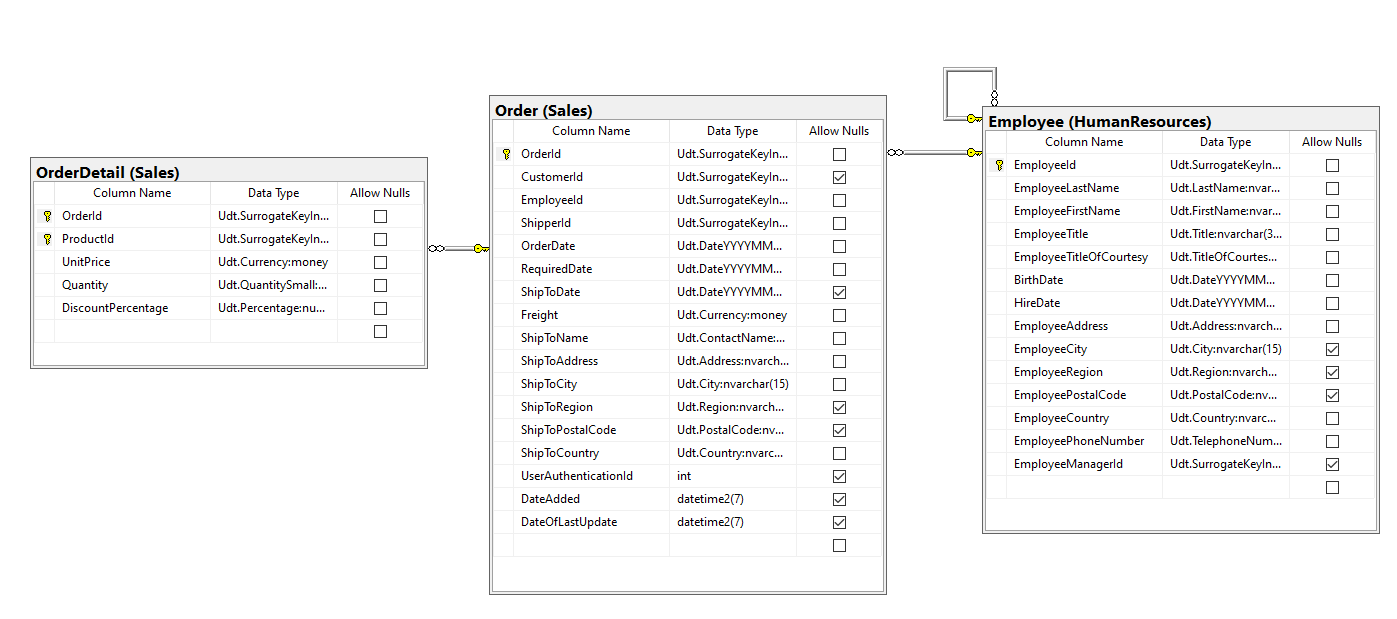 OrderDetail (Sales)
Column Name Data Type Allow Nulls
OrderId Udt.SurrogateKeyIn...
ProductId Udt.SurrogateKeyIn...
UnitPrice Udt.Currency:money
Quantity Udt.QuantitySmall:...
DiscountPercentage Udt.Percentage:nu...
Order (Sales)
Column Name Data Type Allow Nulls
OrderId Udt.SurrogateKeyIn...
CustomerId Udt.SurrogateKeyIn...
EmployeeId Udt.SurrogateKeyIn...
ShipperId Udt.SurrogateKeyIn...
OrderDate Udt.DateYYYYMM...
RequiredDate Udt.DateYYYYMM...
ShipToDate Udt.DateYYYYMM...
Freight Udt.Currency:money
ShipToName Udt.ContactName:...
ShipToAddress Udt.Address:nvarch...
ShipToCity Udt.City:nvarchar(15)
ShipToRegion Udt.Region:nvarch...
ShipToPostalCode Udt.PostalCode:nv...
ShipToCountry Udt.Country:nvarc...
UserAuthenticationId int
DateAdded datetime2(7)
DateOfLastUpdate datetime2(7)
Employee (HumanResources)
Column Name Data Type Allow Nulls
EmployeeId Udt.SurrogateKeyIn...
EmployeeLastName Udt.LastName:nvar...
EmployeeFirstName Udt.FirstName:nvar...
EmployeeTitle Udt.Title:nvarchar(3...
EmployeeTitleOfCourtesy Udt.TitleOfCourtes...
BirthDate Udt.DateYYYYMM...
HireDate Udt.DateYYYYMM...
EmployeeAddress Udt.Address:nvarch...
EmployeeCity Udt.City:nvarchar(15)
EmployeeRegion Udt.Region:nvarch...
EmployeePostalCode Udt.PostalCode:nv...
EmployeeCountry Udt.Country:nvarc...
EmployeePhoneNumber Udt.TelephoneNum...
EmployeeManagerId Udt.SurrogateKeyIn...